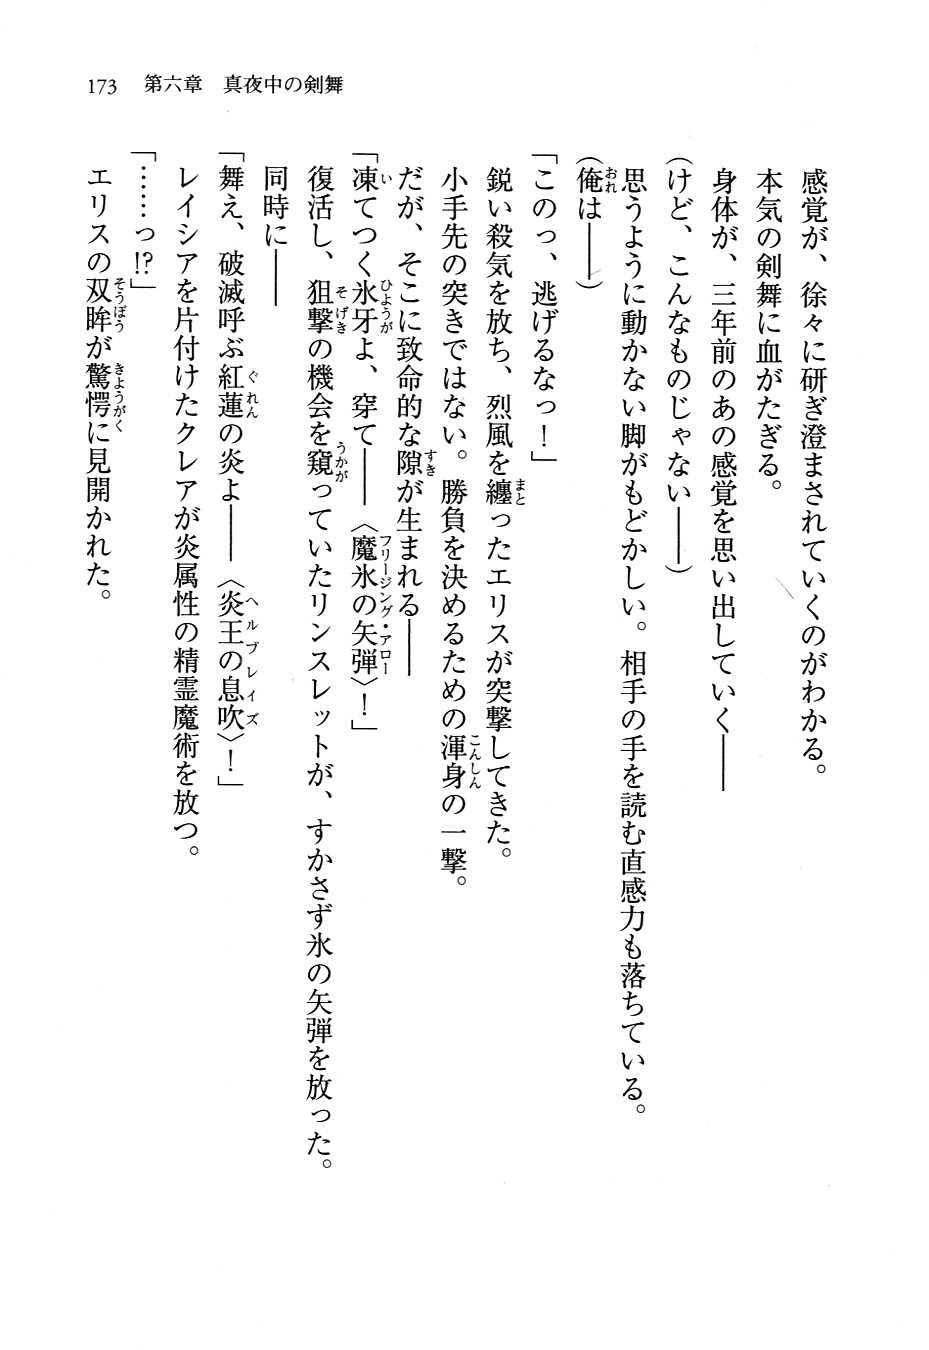 173　第六章　真夜中の剣舞
感覚が、徐々に研ぎ澄まされていくのがわかる。
本気の剣舞に血がたぎる。
身体が、三年前のあの感覚を思い出していく――
（けど、こんなものじゃない――）
思うように動かない脚がもどかしい。相手の手を読む直感力も落ちている。
（俺は――）
「このっ、逃げるなっ！」
鋭い殺気を放ち、烈風を纏ったエリスが突撃してきた。
小手先の突きではない。勝負を決めるための渾身の一撃。
だが、そこに致命的な隙が生まれる――
「凍てつく氷牙よ、穿て――〈魔氷の矢弾〉！」
復活し、狙撃の機会を窺っていたリンスレットが、すかさず氷の矢弾を放った。
同時に――
「舞え、破滅呼ぶ紅蓮の炎よ――〈炎王の息吹〉！」
レイシアを片付けたクレアが炎属性の精霊魔術を放つ。
「……っ!?」
エリスの双眸が驚愕に見開かれた。